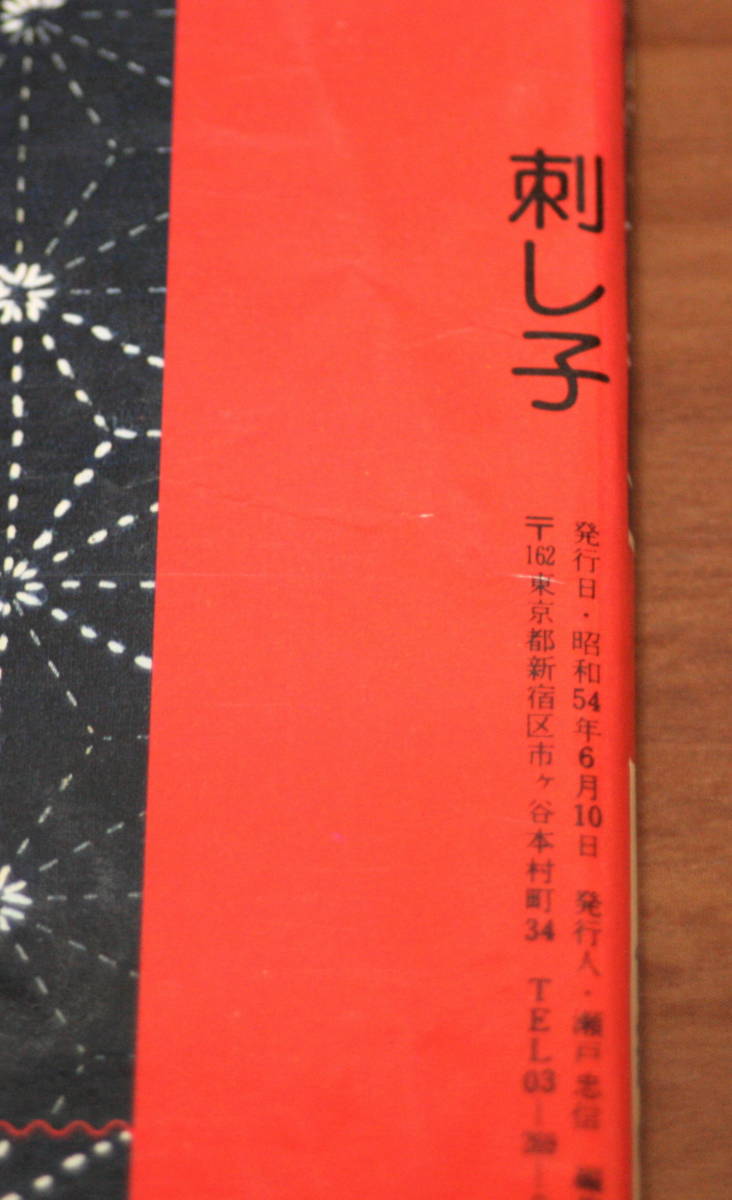 刺し子
発行日・昭和54年6月10日 発行人・瀬戸忠信 編
〒162東京都新宿区市ヶ谷本村町34 TEL03―